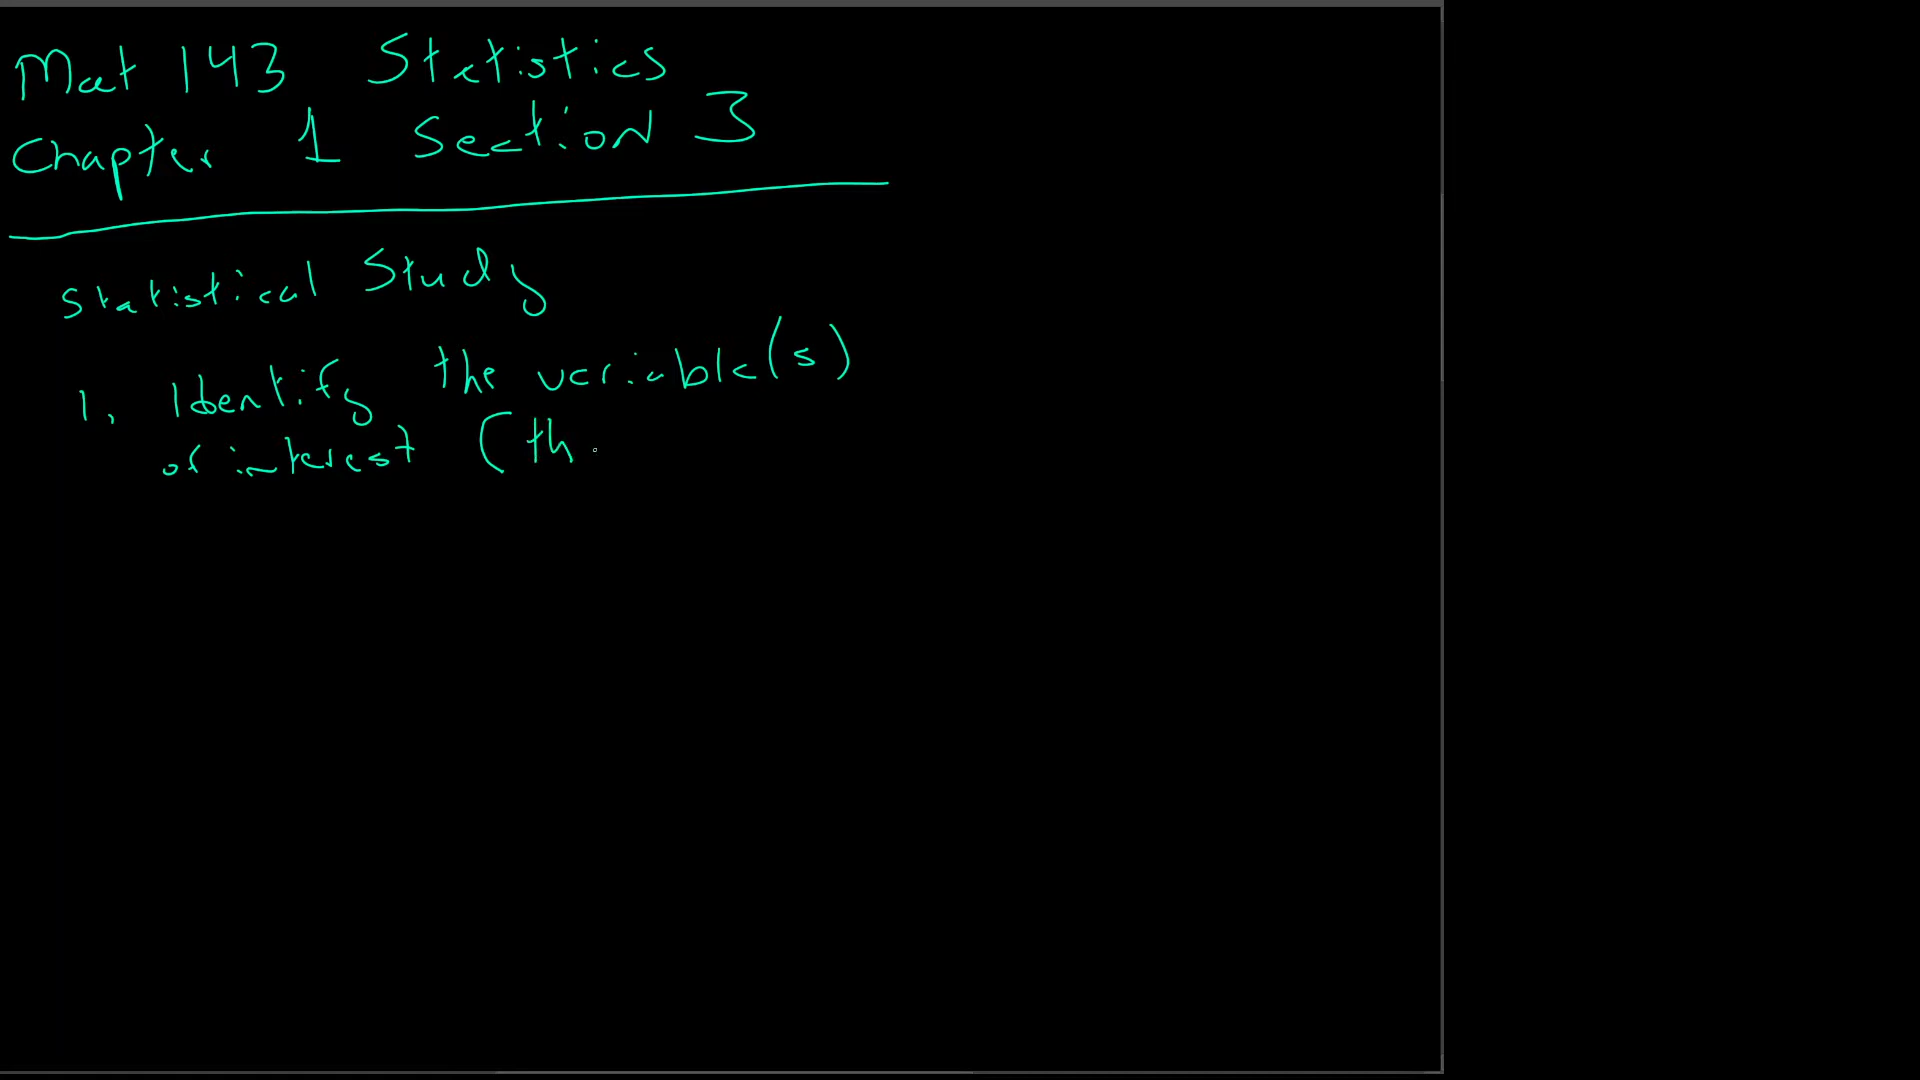 Mat 143 Statistics
Chapter 1 Section 3
Statistical Study
1. Identify the variable(s)
of interest (th